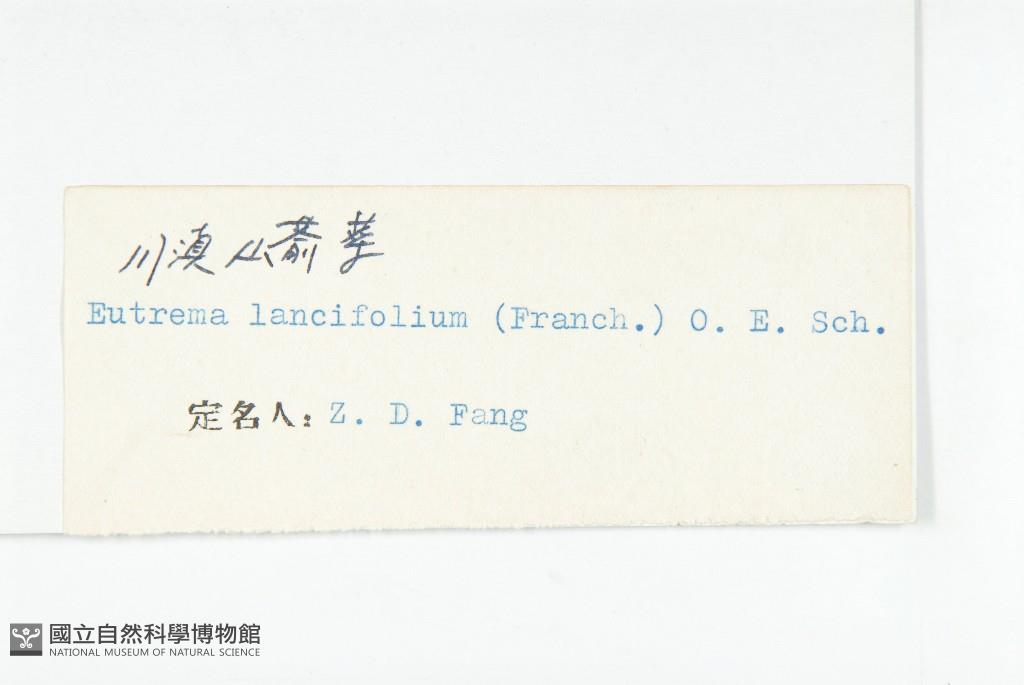 川滇山萮菜
Eutrema lancifolium (Franch.) O. E. Sch.
定名人: Z. D. Fang
國立自然科學博物館
NATIONAL MUSEUM OF NATURAL SCIENCE